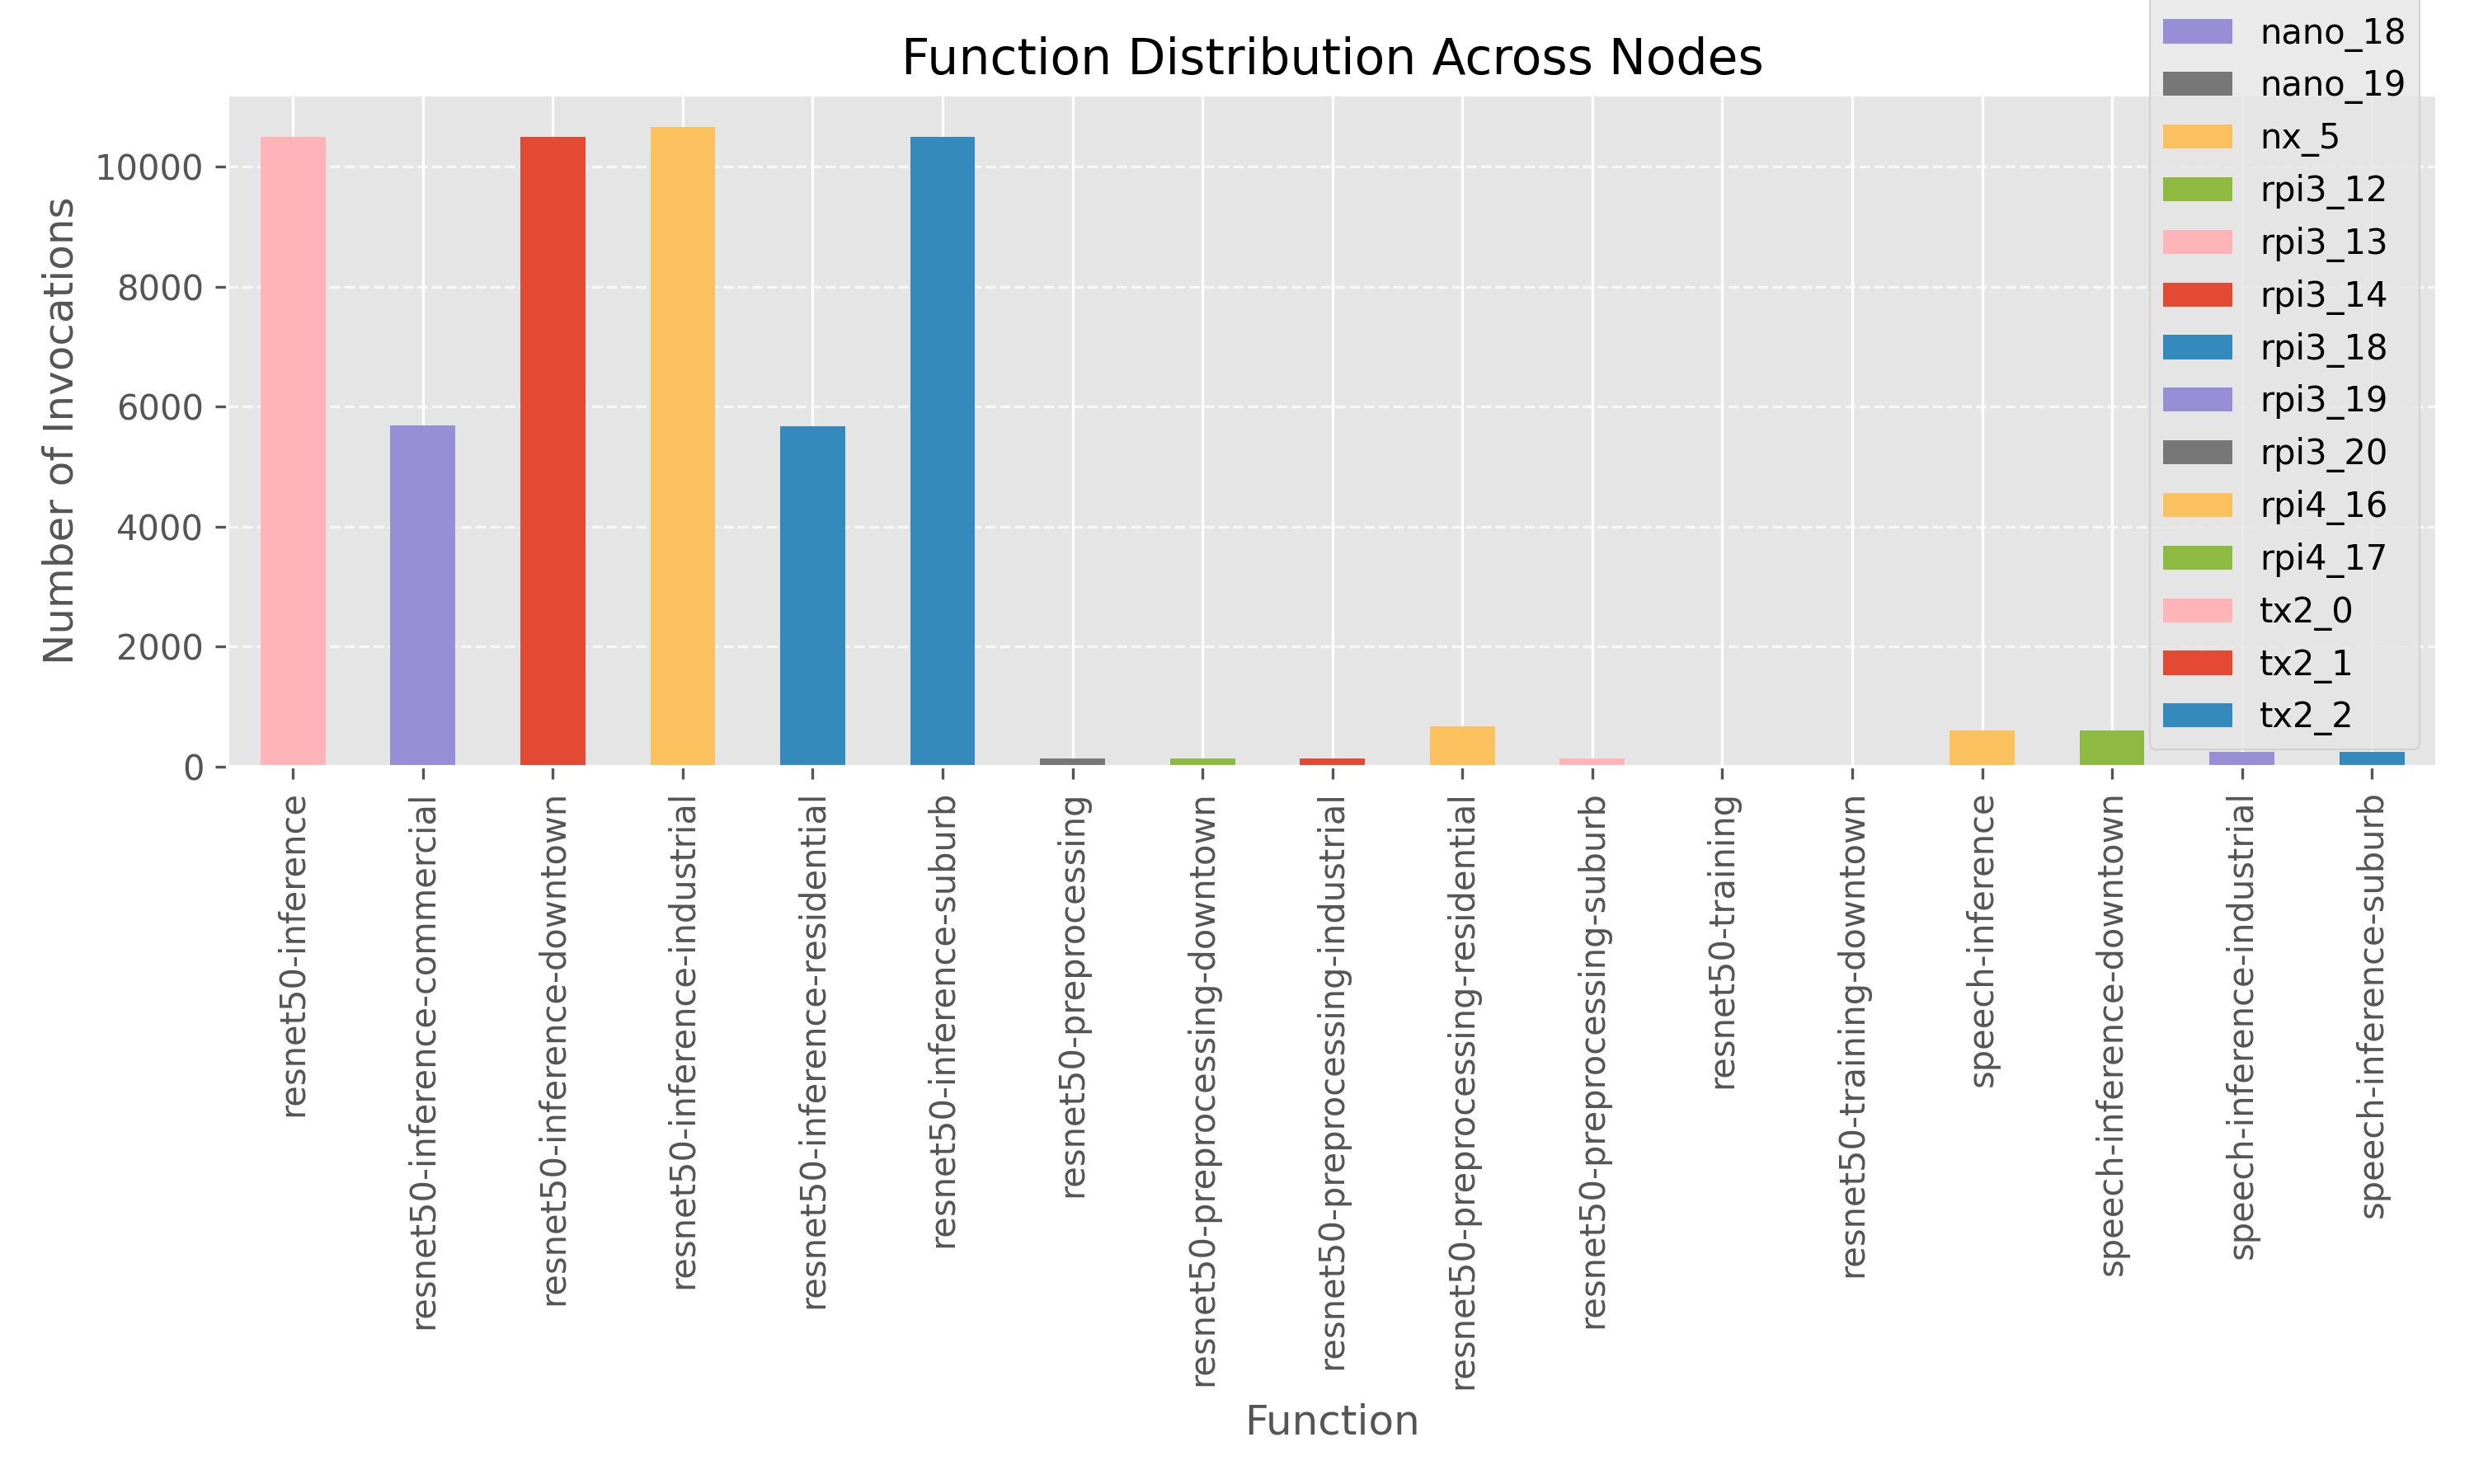 Function Distribution Across Nodes
Number of Invocations
10000
8000
6000
4000
2000
0
nano_18
nano_19
nx_5
rpi3_12
rpi3_13
rpi3_14
rpi3_18
rpi3_19
rpi3_20
rpi4_16
rpi4_17
tx2_0
tx2_1
tx2_2
resnet50-inference
resnet50-inference-commercial
resnet50-inference-downtown
resnet50-inference-industrial
resnet50-inference-residential
resnet50-inference-suburb
resnet50-preprocessing
resnet50-preprocessing-downtown
resnet50-preprocessing-industrial
resnet50-preprocessing-residential
resnet50-preprocessing-suburb
resnet50-training
resnet50-training-downtown
speech-inference
speech-inference-downtown
speech-inference-industrial
speech-inference-suburb
Function